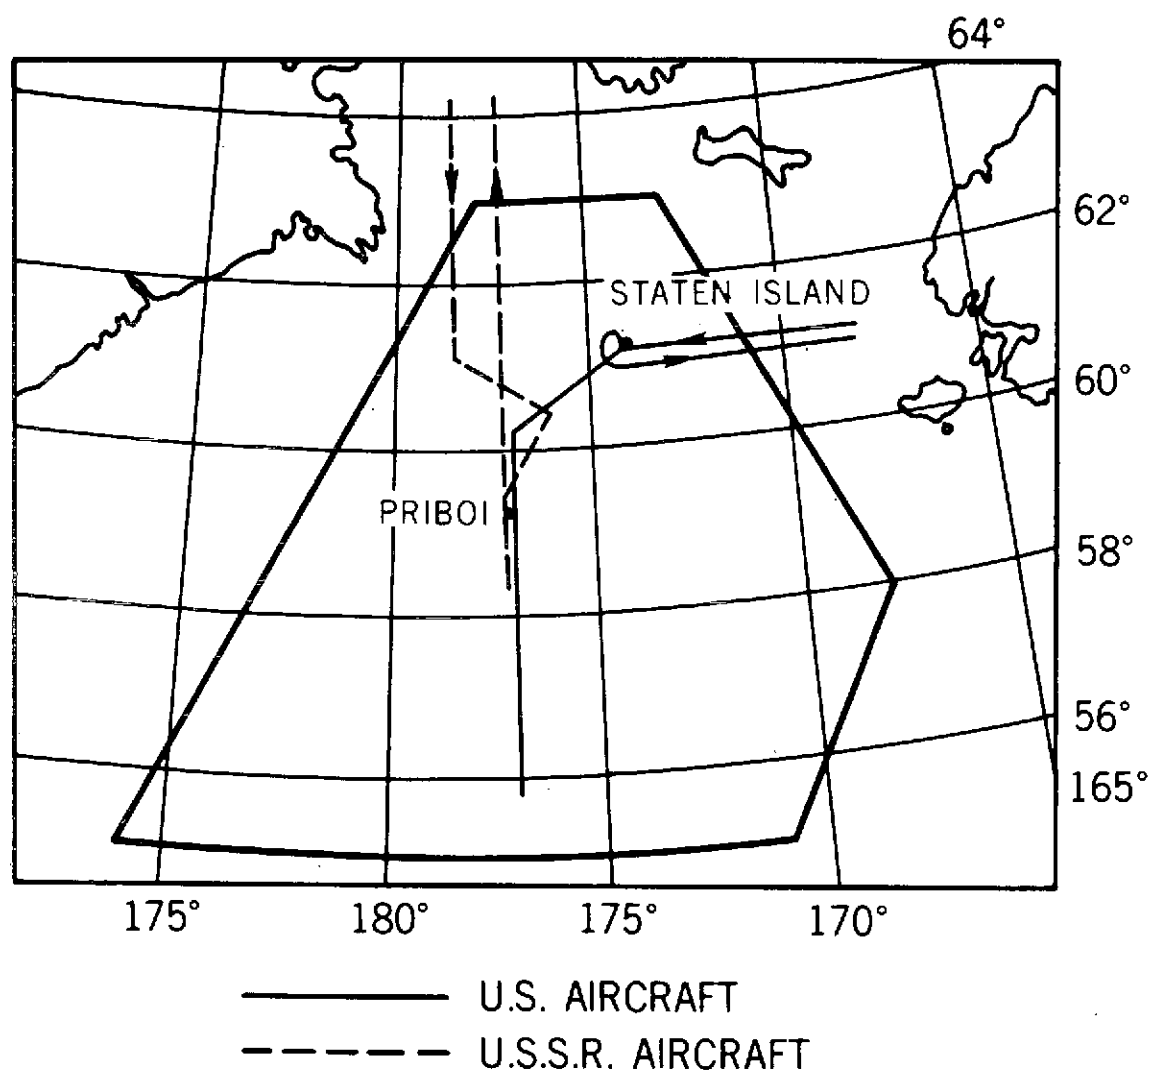 64°
62°
STATEN ISLAND
60°
PRIBOI
58°
56°
165°
175° 180° 175° 170°
U.S. AIRCRAFT
U.S.S.R. AIRCRAFT